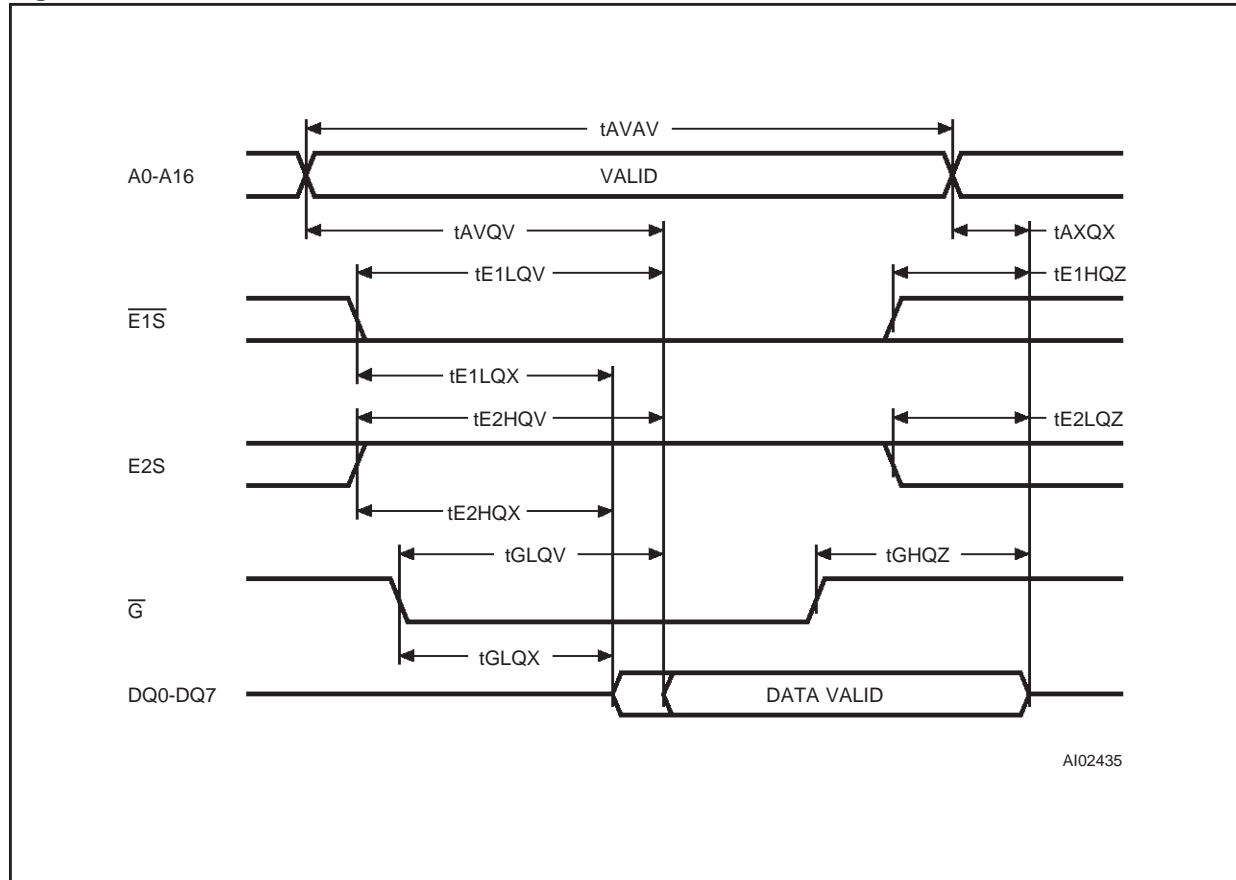 tAVAV
A0-A16
VALID
tAVQV
tAXQX
tE1LQV
tE1HQZ
E1S
tE1LQX
tE2HQV
tE2LQZ
E2S
tE2HQX
tGLQV
tGHQZ
G
tGLQX
DQ0-DQ7
DATA VALID
AI02435